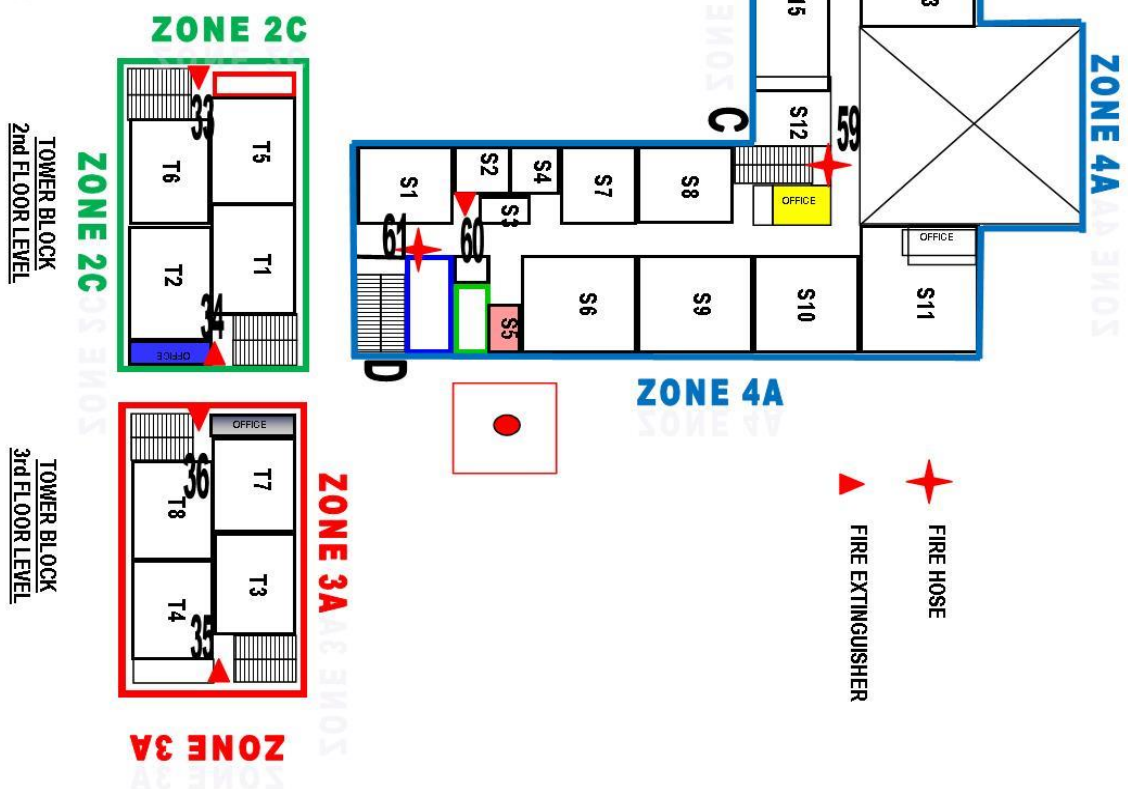 ZONE 2C
ZONE 2C
33
T5
T6
T1
T2
34
OFFICE
TOWER BLOCK
2nd FLOOR LEVEL
ZONE 3A
ZONE 3A
OFFICE
36
T7
T8
T3
T4
35
TOWER BLOCK
3rd FLOOR LEVEL
ZONE 4A
ZONE 4A
C
S12
59
OFFICE
OFFICE
S1
S2
S4
S3
S7
S8
61
60
S5
S6
S9
S10
S11
D
FIRE HOSE
FIRE EXTINGUISHER